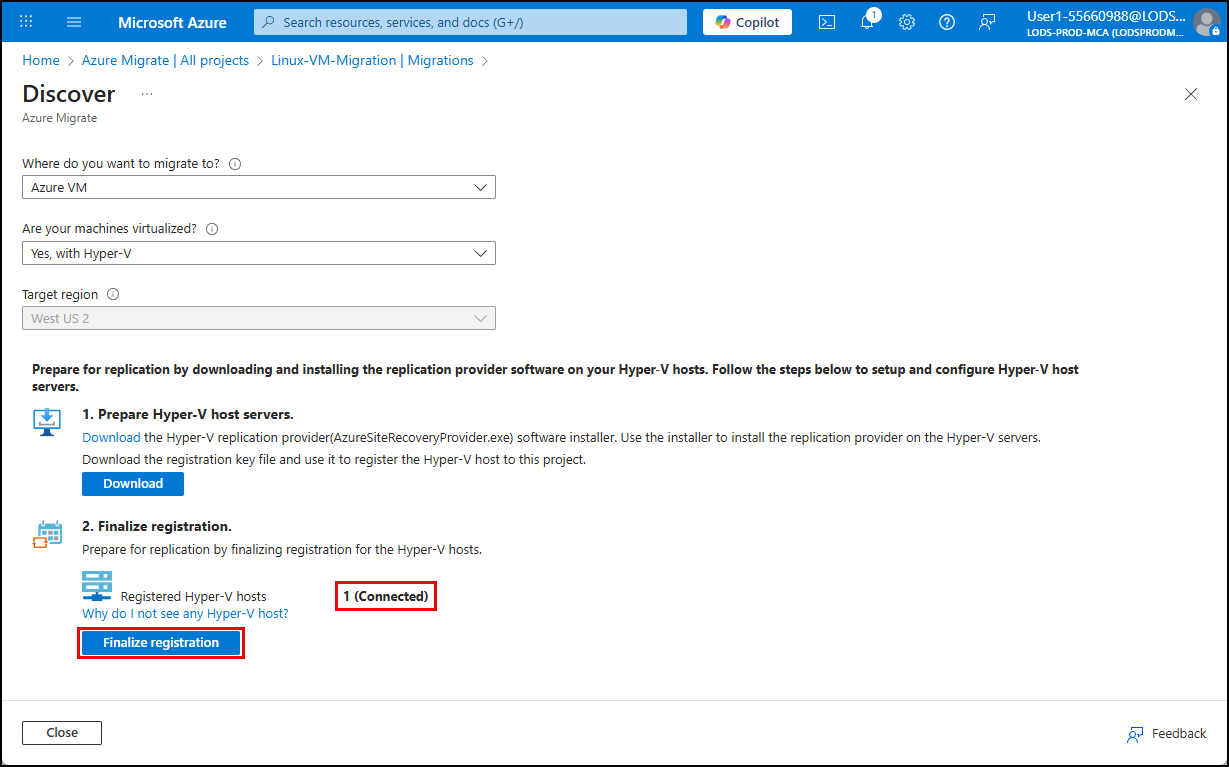 Microsoft Azure
Search resources, services, and docs (G+/)
Copilot
1
User1-55660988@LODS...
LODS-PROD-MCA (LODSPRODM...
Home > Azure Migrate | All projects > Linux-VM-Migration | Migrations >
Discover ...
Azure Migrate
Where do you want to migrate to?
Azure VM
Are your machines virtualized?
Yes, with Hyper-V
Target region
West US 2
Prepare for replication by downloading and installing the replication provider software on your Hyper-V hosts. Follow the steps below to setup and configure Hyper-V host
servers.
1. Prepare Hyper-V host servers.
Download the Hyper-V replication provider(AzureSiteRecoveryProvider.exe) software installer. Use the installer to install the replication provider on the Hyper-V servers.
Download the registration key file and use it to register the Hyper-V host to this project.
Download
2. Finalize registration.
Prepare for replication by finalizing registration for the Hyper-V hosts.
Registered Hyper-V hosts 1 (Connected)
Why do I not see any Hyper-V host?
Finalize registration
Close
Feedback